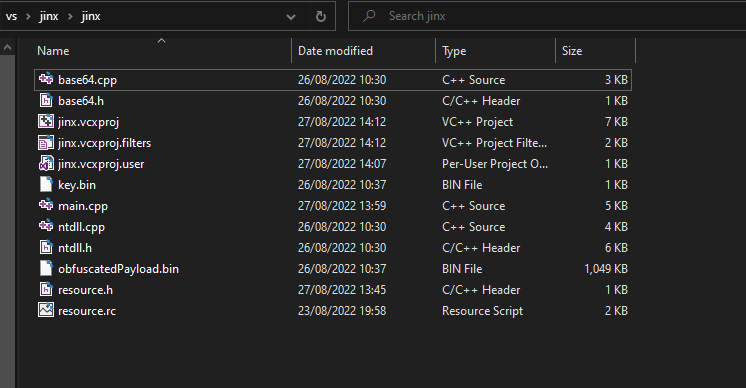 vs > jinx > jinx
Search jinx
Name Date modified Type Size
base64.cpp 26/08/2022 10:30 C++ Source 3 KB
base64.h 26/08/2022 10:30 C/C++ Header 1 KB
jinx.vcxproj 27/08/2022 14:12 VC++ Project 7 KB
jinx.vcxproj.filters 27/08/2022 14:12 VC++ Project Filte... 2 KB
jinx.vcxproj.user 27/08/2022 14:07 Per-User Project O... 1 KB
key.bin 26/08/2022 10:37 BIN File 1 KB
main.cpp 27/08/2022 13:59 C++ Source 5 KB
ntdll.cpp 26/08/2022 10:30 C++ Source 4 KB
ntdll.h 26/08/2022 10:30 C/C++ Header 6 KB
obfuscatedPayload.bin 26/08/2022 10:37 BIN File 1,049 KB
resource.h 27/08/2022 13:45 C/C++ Header 1 KB
resource.rc 23/08/2022 19:58 Resource Script 2 KB